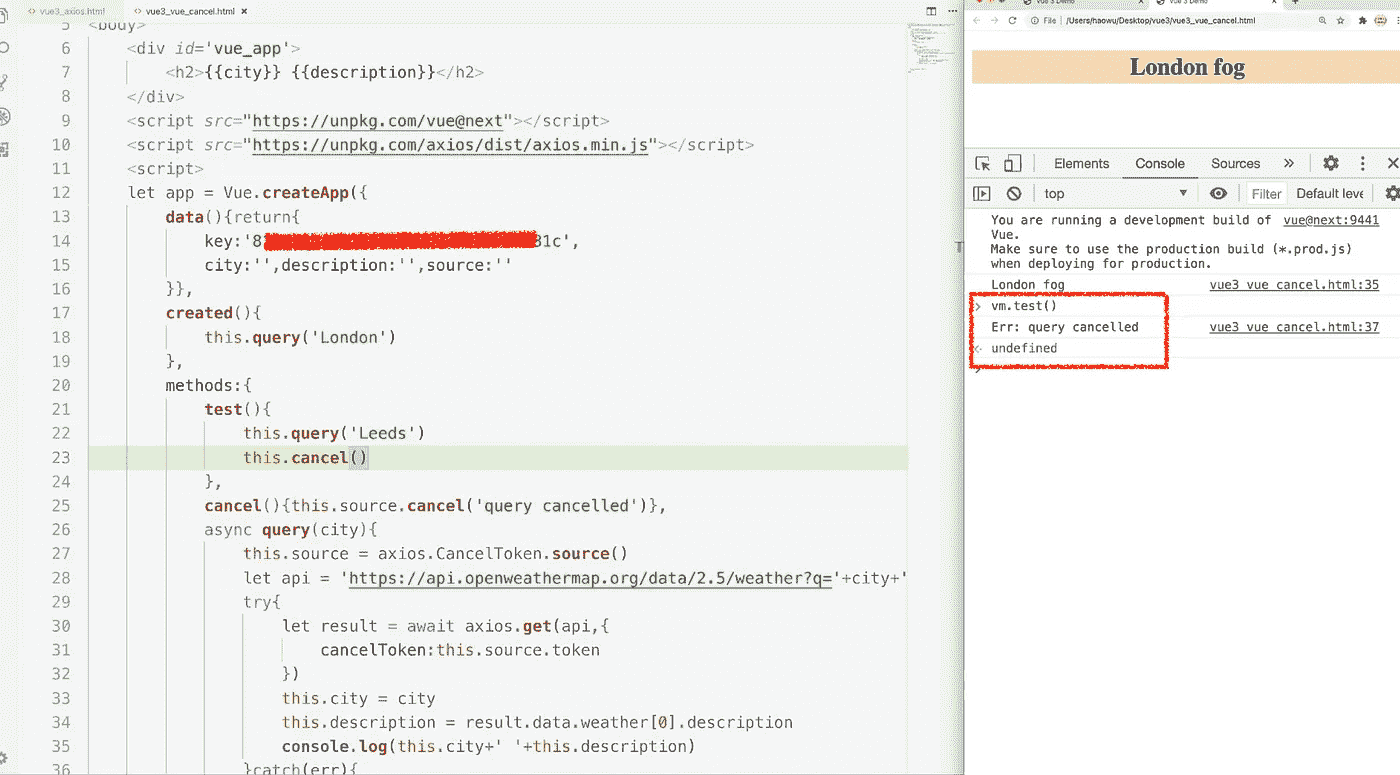 vue3_axios.html
vue3_vue_cancel.html
5 <body>
6 <div id='vue_app'>
7 <h2>{{city}} {{description}}</h2>
8 </div>
9 <script src="https://unpkg.com/vue@next"></script>
10 <script src="https://unpkg.com/axios/dist/axios.min.js"></script>
11 <script>
12 let app = Vue.createApp({
13 data(){return{
14 key:'8 31c',
15 city:'',description:'',source:''
16 }},
17 created(){
18 this.query('London')
19 },
20 methods:{
21 test(){
22 this.query('Leeds')
23 this.cancel()
24 },
25 cancel(){this.source.cancel('query cancelled')},
26 async query(city){
27 this.source = axios.CancelToken.source()
28 let api = 'https://api.openweathermap.org/data/2.5/weather?q='+city+'
29 try{
30 let result = await axios.get(api,{
31 cancelToken:this.source.token
32 })
33 this.city = city
34 this.description = result.data.weather[0].description
35 console.log(this.city+' '+this.description)
36 }catch(err){
Vue 3 Demo
Vue 3 Demo
File | /Users/haowu/Desktop/vue3/vue3_vue_cancel.html
London fog
Elements Console Sources »
top Filter Default leve
You are running a development build of vue@next:9441
Vue.
Make sure to use the production build (*.prod.js)
when deploying for production.
London fog vue3 vue cancel.html:35
> vm.test()
Err: query cancelled vue3 vue cancel.html:37
undefined